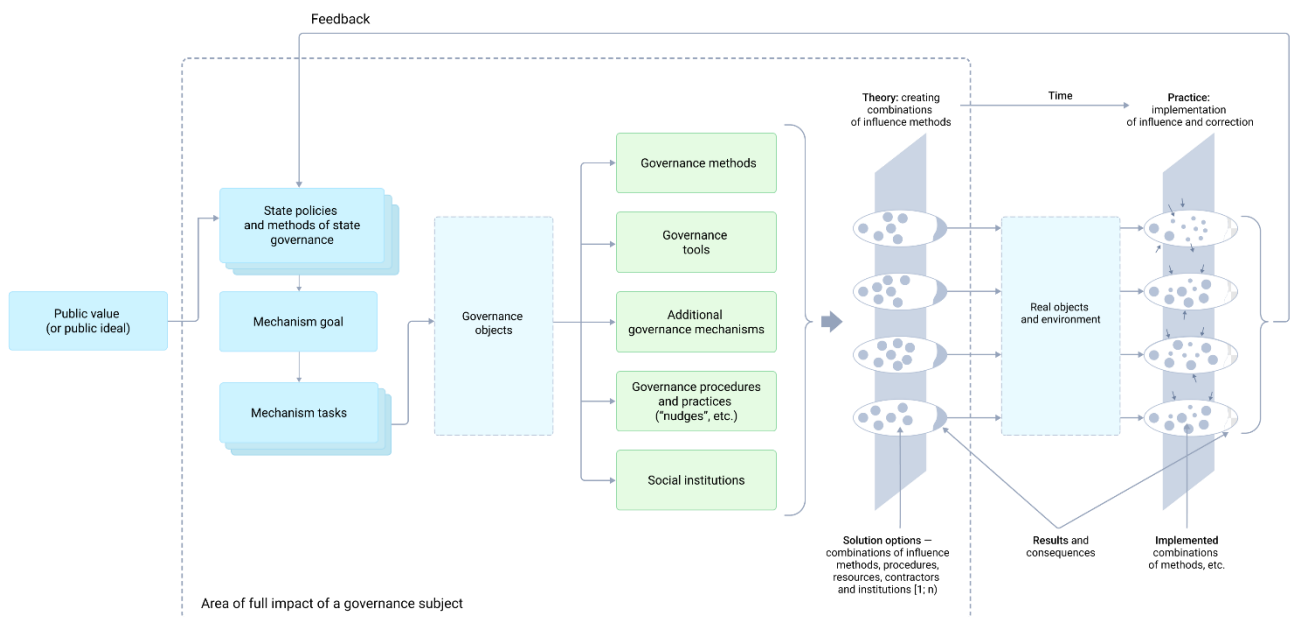 Feedback
Theory: creating
combinations
of influence methods
Time
Practice:
implementation
of influence and correction
Public value
(or public ideal)
State policies
and methods of state
governance
Mechanism goal
Mechanism tasks
Governance
objects
Governance methods
Governance
tools
Additional
governance mechanisms
Governance procedures
and practices
(“nudges”, etc.)
Social institutions
Real objects
and environment
Solution options —
combinations of influence
methods, procedures,
resources, contractors
and institutions [1; n)
Results and
consequences
Implemented
combinations
of methods, etc.
Area of full impact of a governance subject